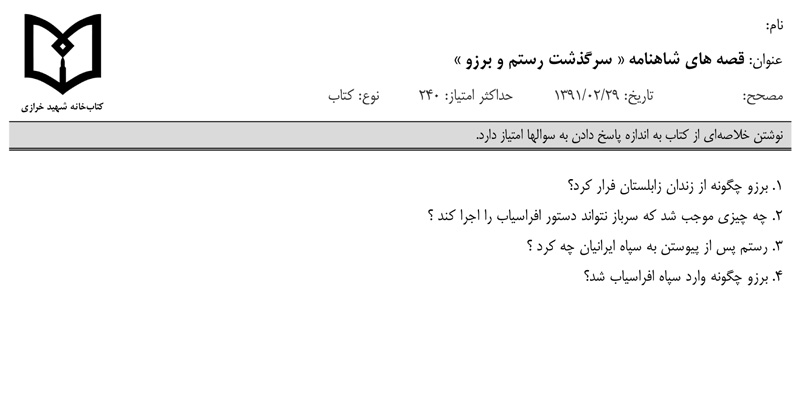 نام:
عنوان: قصه های شاهنامه « سرگذشت رستم و برزو »
مصحح: تاریخ: ۱۳۹۱/۰۲/۲۹ حداکثر امتیاز: ۲۴۰ نوع: کتاب
کتاب‌خانه شهید خرازی
نوشتن خلاصه‌ای از کتاب به اندازه پاسخ دادن به سوالها امتیاز دارد.
۱. برزو چگونه از زندان زابلستان فرار کرد؟
۲. چه چیزی موجب شد که سرباز نتواند دستور افراسیاب را اجرا کند ؟
۳. رستم پس از پیوستن به سپاه ایرانیان چه کرد ؟
۴. برزو چگونه وارد سپاه افراسیاب شد؟